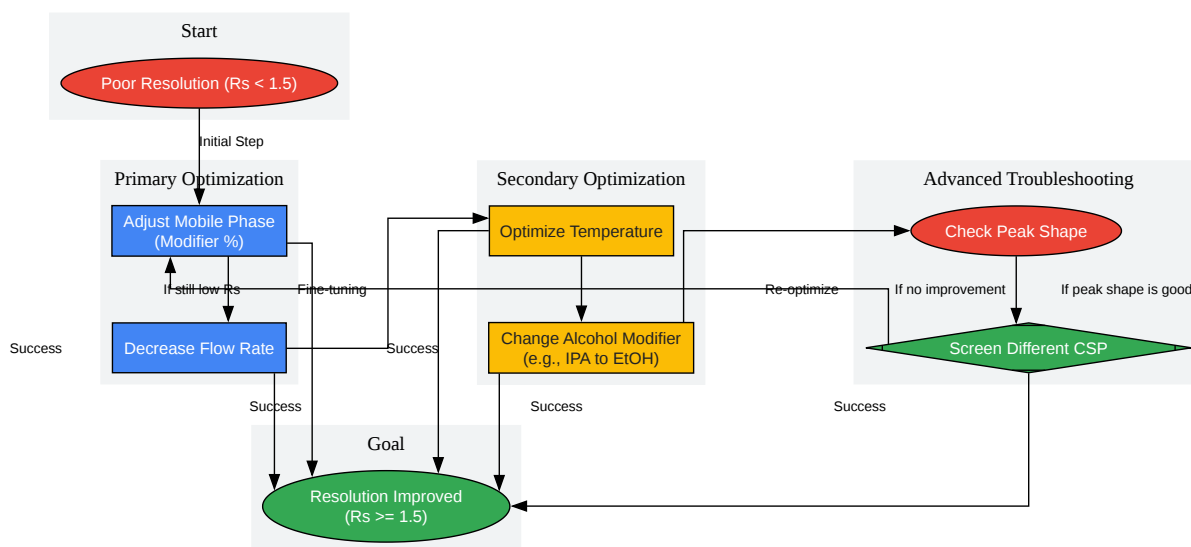 Start
Poor Resolution (Rs < 1.5)
Initial Step
Primary Optimization
Secondary Optimization
Advanced Troubleshooting
Adjust Mobile Phase
(Modifier %)
Optimize Temperature
Check Peak Shape
If still low Rs
Fine-tuning
Re-optimize
If no improvement
If peak shape is good
Success
Decrease Flow Rate
Success
Change Alcohol Modifier
(e.g., IPA to EtOH)
Screen Different CSP
Success
Success
Success
Goal
Resolution Improved
(Rs >= 1.5)